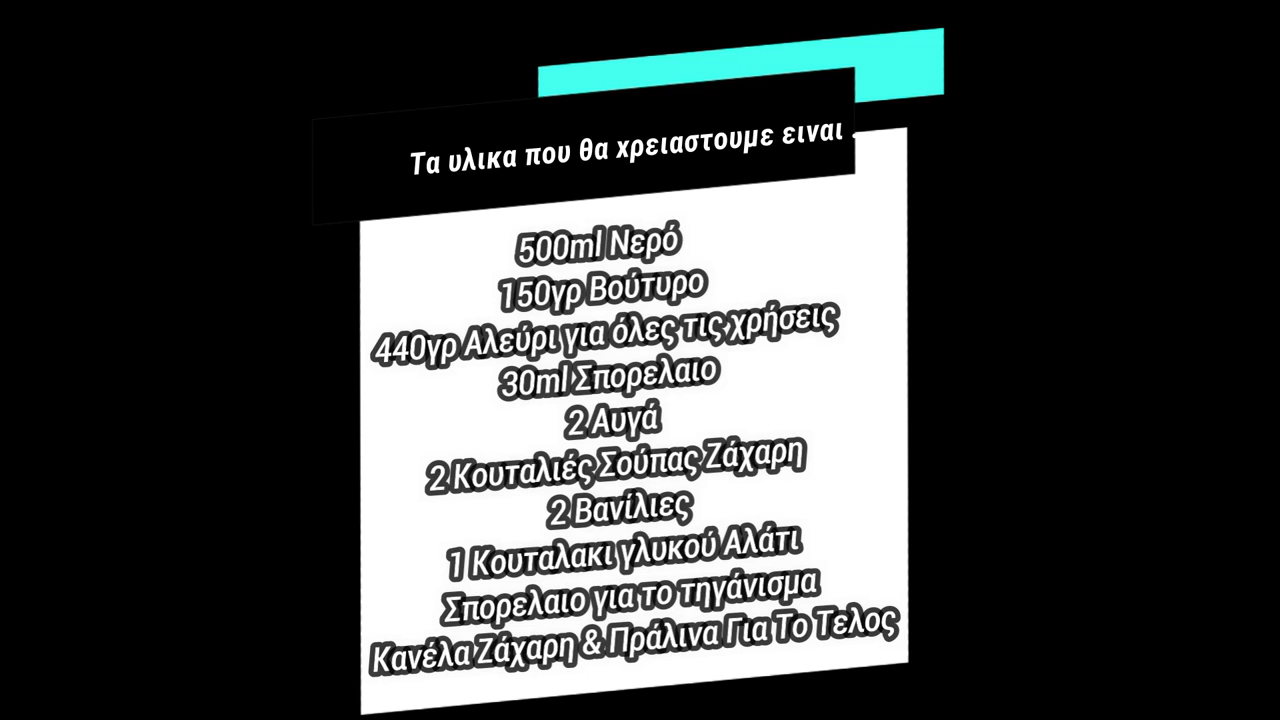 Τα υλικα που θα χρειαστουμε ειναι .
500ml Νερό
150γρ Βούτυρο
440γρ Αλεύρι για όλες τις χρήσεις
30ml Σπορελαιο
2 Αυγά
2 Κουταλιές Σούπας Ζάχαρη
2 Βανίλιες
1 Κουταλακι γλυκού Αλάτι
Σπορελαιο για το τηγάνισμα
Κανέλα Ζάχαρη & Πράλινα Για Το Τελος